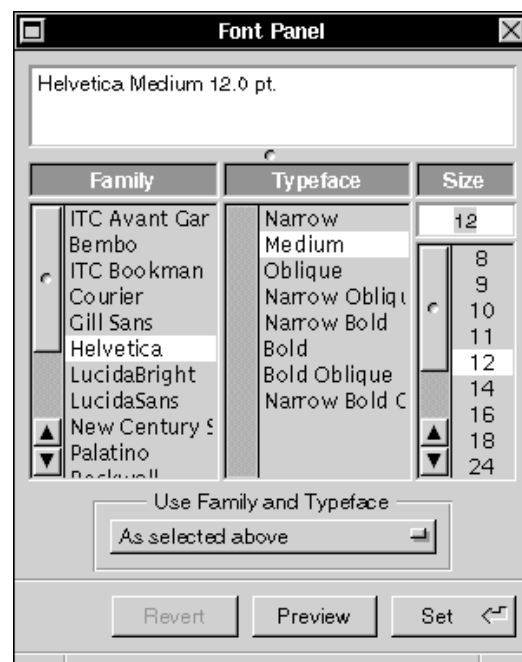 Font Panel
Helvetica Medium 12.0 pt.
Family
ITC Avant Gar
Bembo
ITC Bookman
Courier
Gill Sans
Helvetica
LucidaBright
LucidaSans
New Century S
Palatino
Typeface
Narrow
Medium
Oblique
Narrow Obliqu
Narrow Bold
Bold
Bold Oblique
Narrow Bold O
Size
12
8
9
10
11
12
14
16
18
24
Use Family and Typeface
As selected above
Revert
Preview
Set